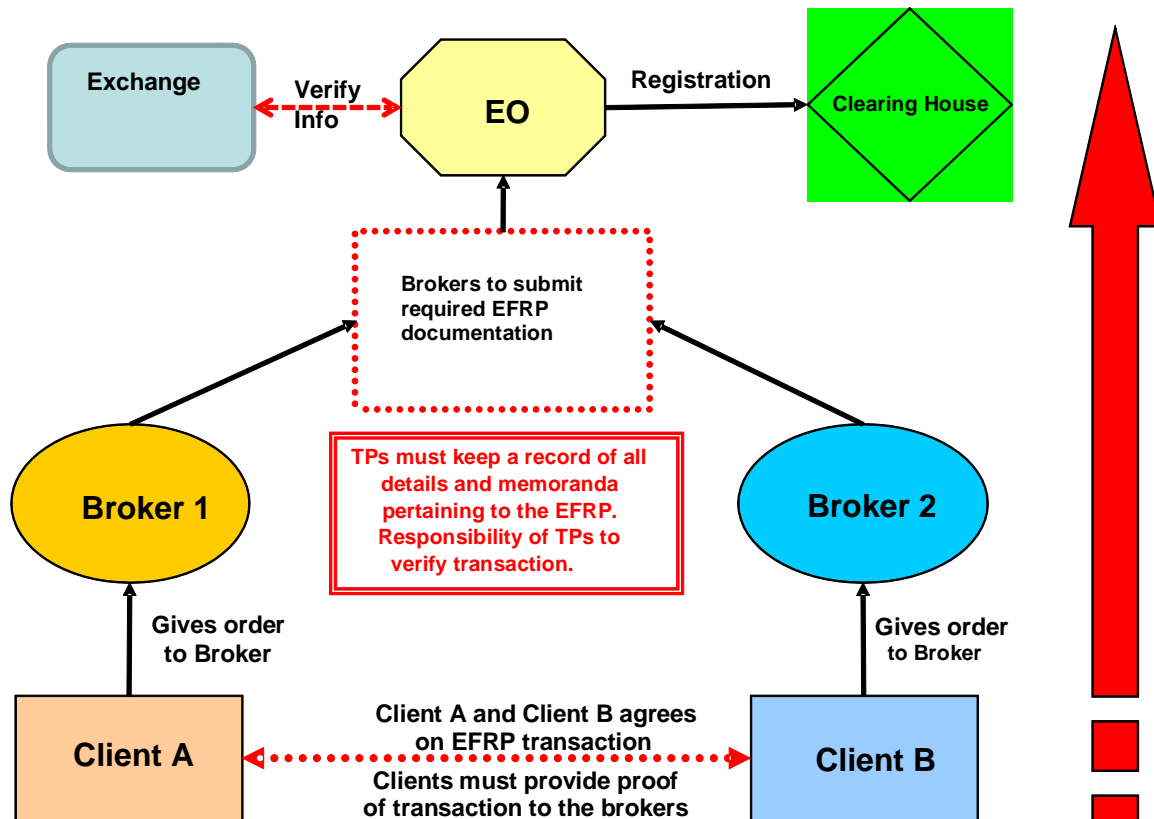 Exchange
Verify
Info
EO
Registration
Clearing House
Brokers to submit
required EFRP
documentation
TPs must keep a record of all
details and memoranda
pertaining to the EFRP.
Responsibility of TPs to
verify transaction.
Broker 1
Broker 2
Gives order
to Broker
Gives order
to Broker
Client A
Client A and Client B agrees
on EFRP transaction
Clients must provide proof
of transaction to the brokers
Client B